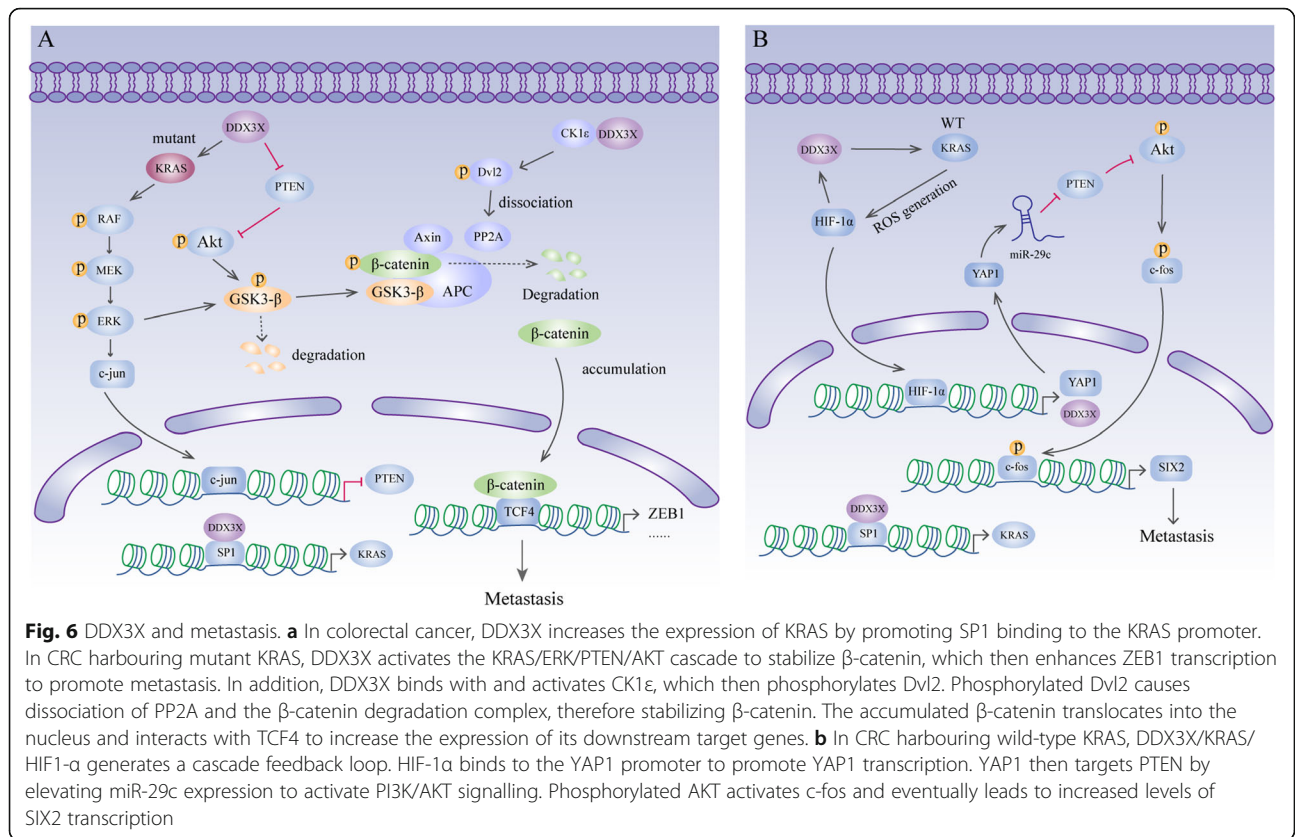 A
DDX3X
mutant
KRAS
PTEN
p
RAF
p
Akt
p
MEK
p
GSK3-β
p
ERK
degradation
c-jun
CK1ε
DDX3X
p
Dvl2
dissociation
Axin
PP2A
p
β-catenin
GSK3-β
APC
Degradation
β-catenin
accumulation
c-jun
PTEN
DDX3X
SP1
KRAS
β-catenin
TCF4
ZEB1
......
Metastasis
B
DDX3X
WT
KRAS
ROS generation
HIF-1α
p
Akt
PTEN
miR-29c
YAP1
p
c-fos
HIF-1α
YAP1
DDX3X
p
c-fos
SIX2
Metastasis
DDX3X
SP1
KRAS
Fig. 6 DDX3X and metastasis. a In colorectal cancer, DDX3X increases the expression of KRAS by promoting SP1 binding to the KRAS promoter.
In CRC harbouring mutant KRAS, DDX3X activates the KRAS/ERK/PTEN/AKT cascade to stabilize β-catenin, which then enhances ZEB1 transcription
to promote metastasis. In addition, DDX3X binds with and activates CK1ε, which then phosphorylates Dvl2. Phosphorylated Dvl2 causes
dissociation of PP2A and the β-catenin degradation complex, therefore stabilizing β-catenin. The accumulated β-catenin translocates into the
nucleus and interacts with TCF4 to increase the expression of its downstream target genes. b In CRC harbouring wild-type KRAS, DDX3X/KRAS/
HIF1-α generates a cascade feedback loop. HIF-1α binds to the YAP1 promoter to promote YAP1 transcription. YAP1 then targets PTEN by
elevating miR-29c expression to activate PI3K/AKT signalling. Phosphorylated AKT activates c-fos and eventually leads to increased levels of
SIX2 transcription